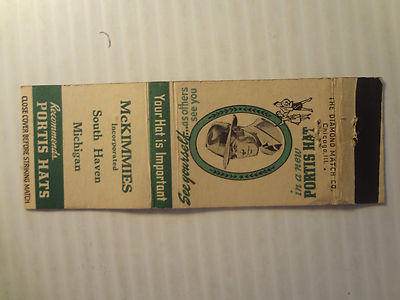 THE DIAMOND MATCH CO.
Chicago, Ill.
See yourself...
as others
see you
in a new
PORTIS HAT
Your Hat is Important
McKIMMIES
Incorporated
South Haven
Michigan
Recommends
PORTIS HATS
CLOSE COVER BEFORE STRIKING MATCH